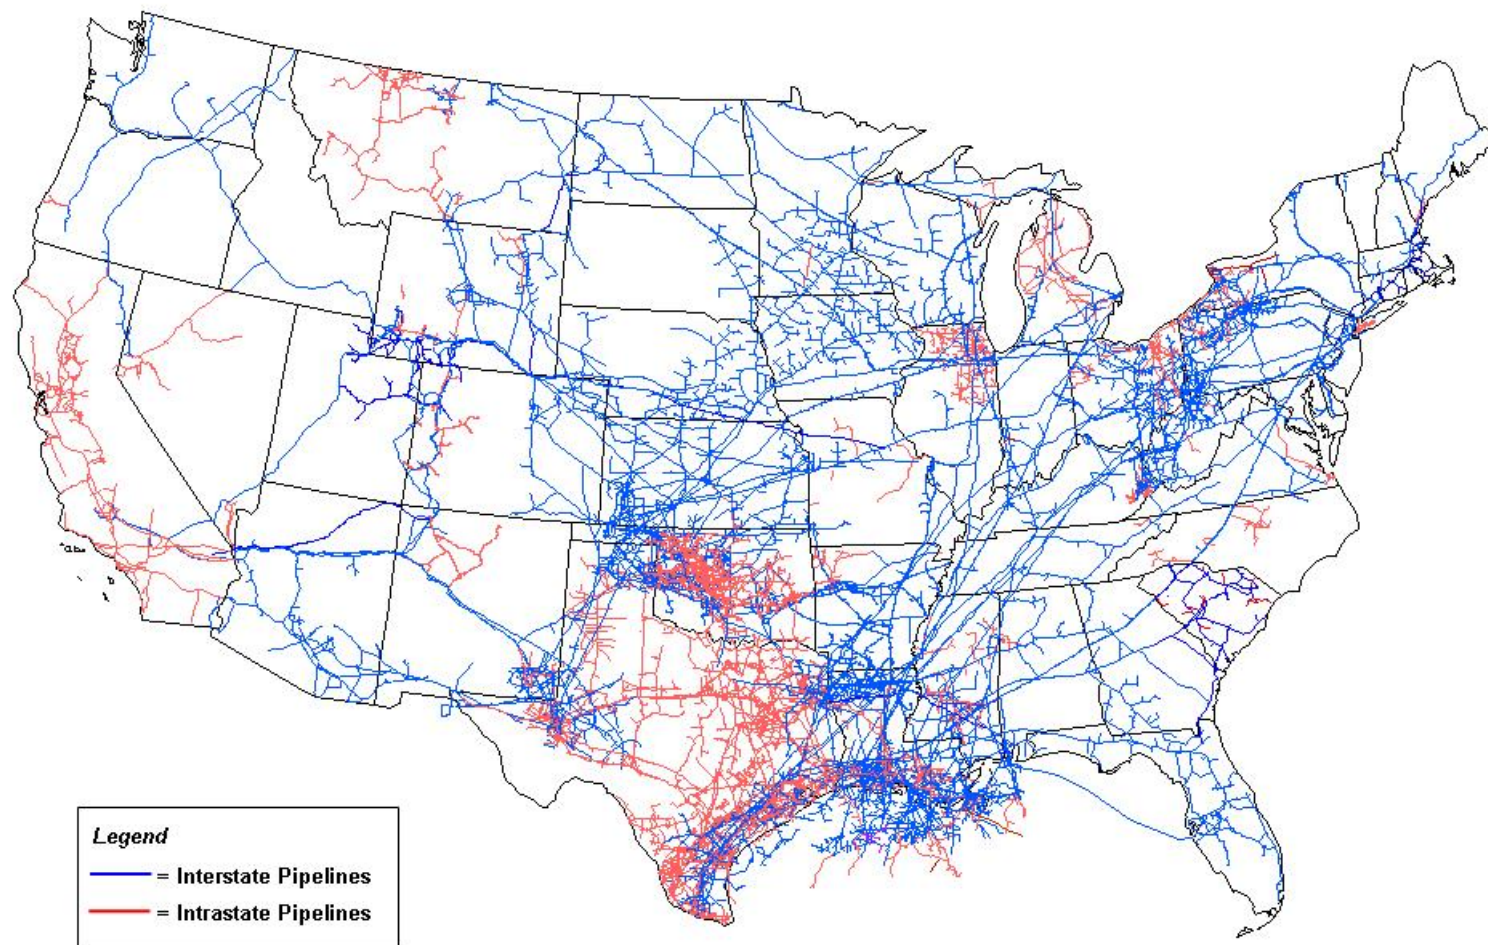 Legend
= Interstate Pipelines
= Intrastate Pipelines